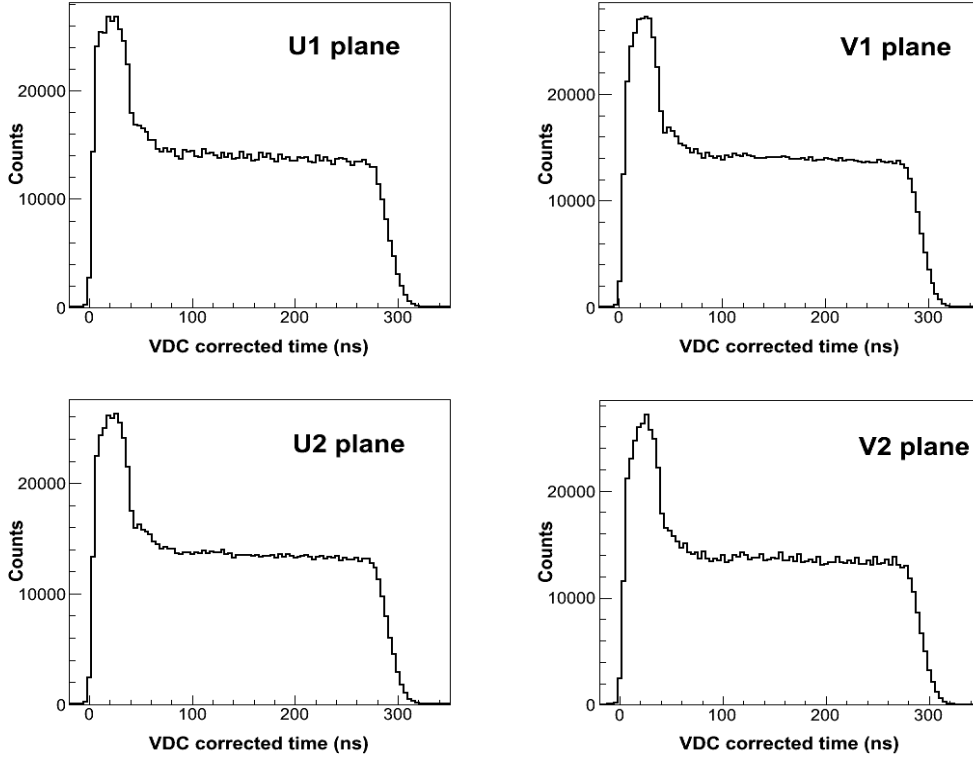 U1 plane
20000
10000
0
Counts
0 100 200 300
VDC corrected time (ns)
V1 plane
20000
10000
0
Counts
0 100 200 300
VDC corrected time (ns)
U2 plane
20000
10000
0
Counts
0 100 200 300
VDC corrected time (ns)
V2 plane
20000
10000
0
Counts
0 100 200 300
VDC corrected time (ns)